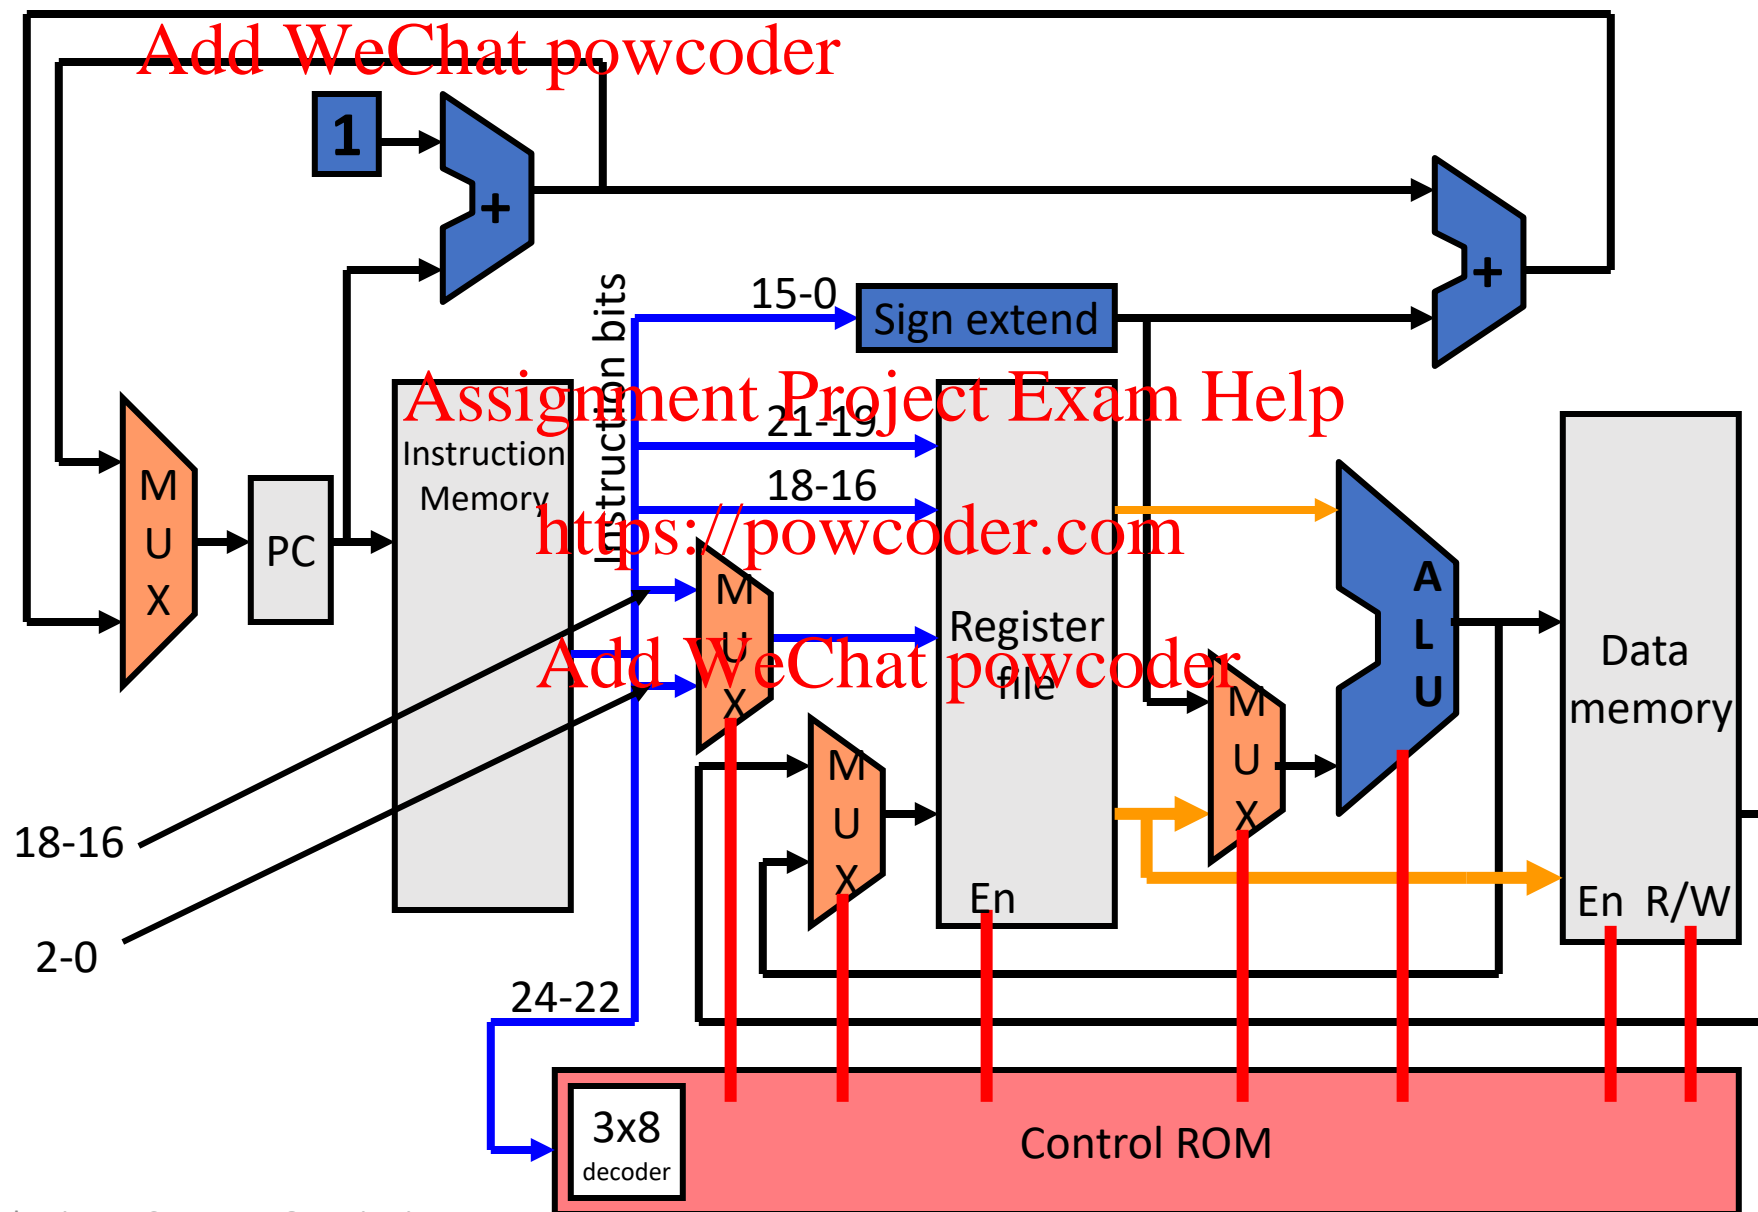 Add WeChat powcoder
1
+
+
Instruction bits
15-0
Sign extend
Assignment Project Exam Help
21-19
Instruction
Memory
18-16
https://powcoder.com
M
U
X
PC
M
U
X
Register
file
Add WeChat powcoder
A
L
U
M
U
X
M
U
X
Data
memory
18-16
2-0
En
En R/W
24-22
3x8
decoder
Control ROM